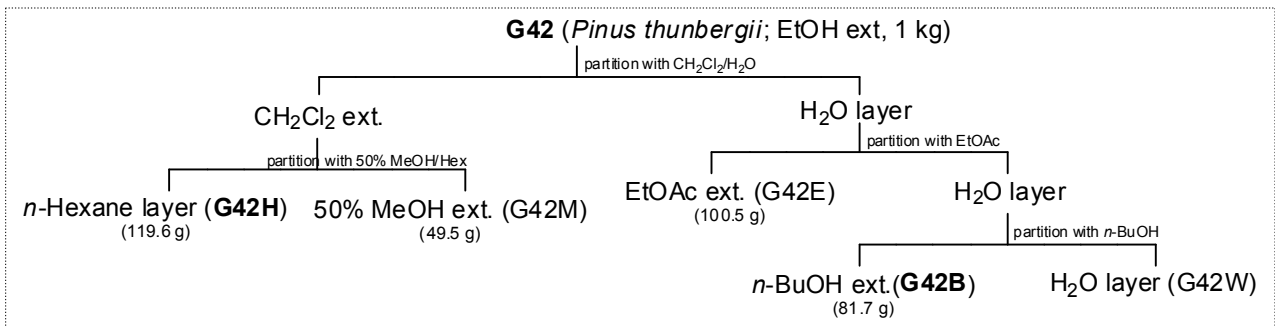 G42 (Pinus thunbergii; EtOH ext, 1 kg)
partition with CH₂Cl₂/H₂O
CH₂Cl₂ ext.
H₂O layer
partition with 50% MeOH/Hex
partition with EtOAc
n-Hexane layer (G42H)
(119.6 g)
50% MeOH ext. (G42M)
(49.5 g)
EtOAc ext. (G42E)
(100.5 g)
H₂O layer
partition with n-BuOH
n-BuOH ext.(G42B)
(81.7 g)
H₂O layer (G42W)